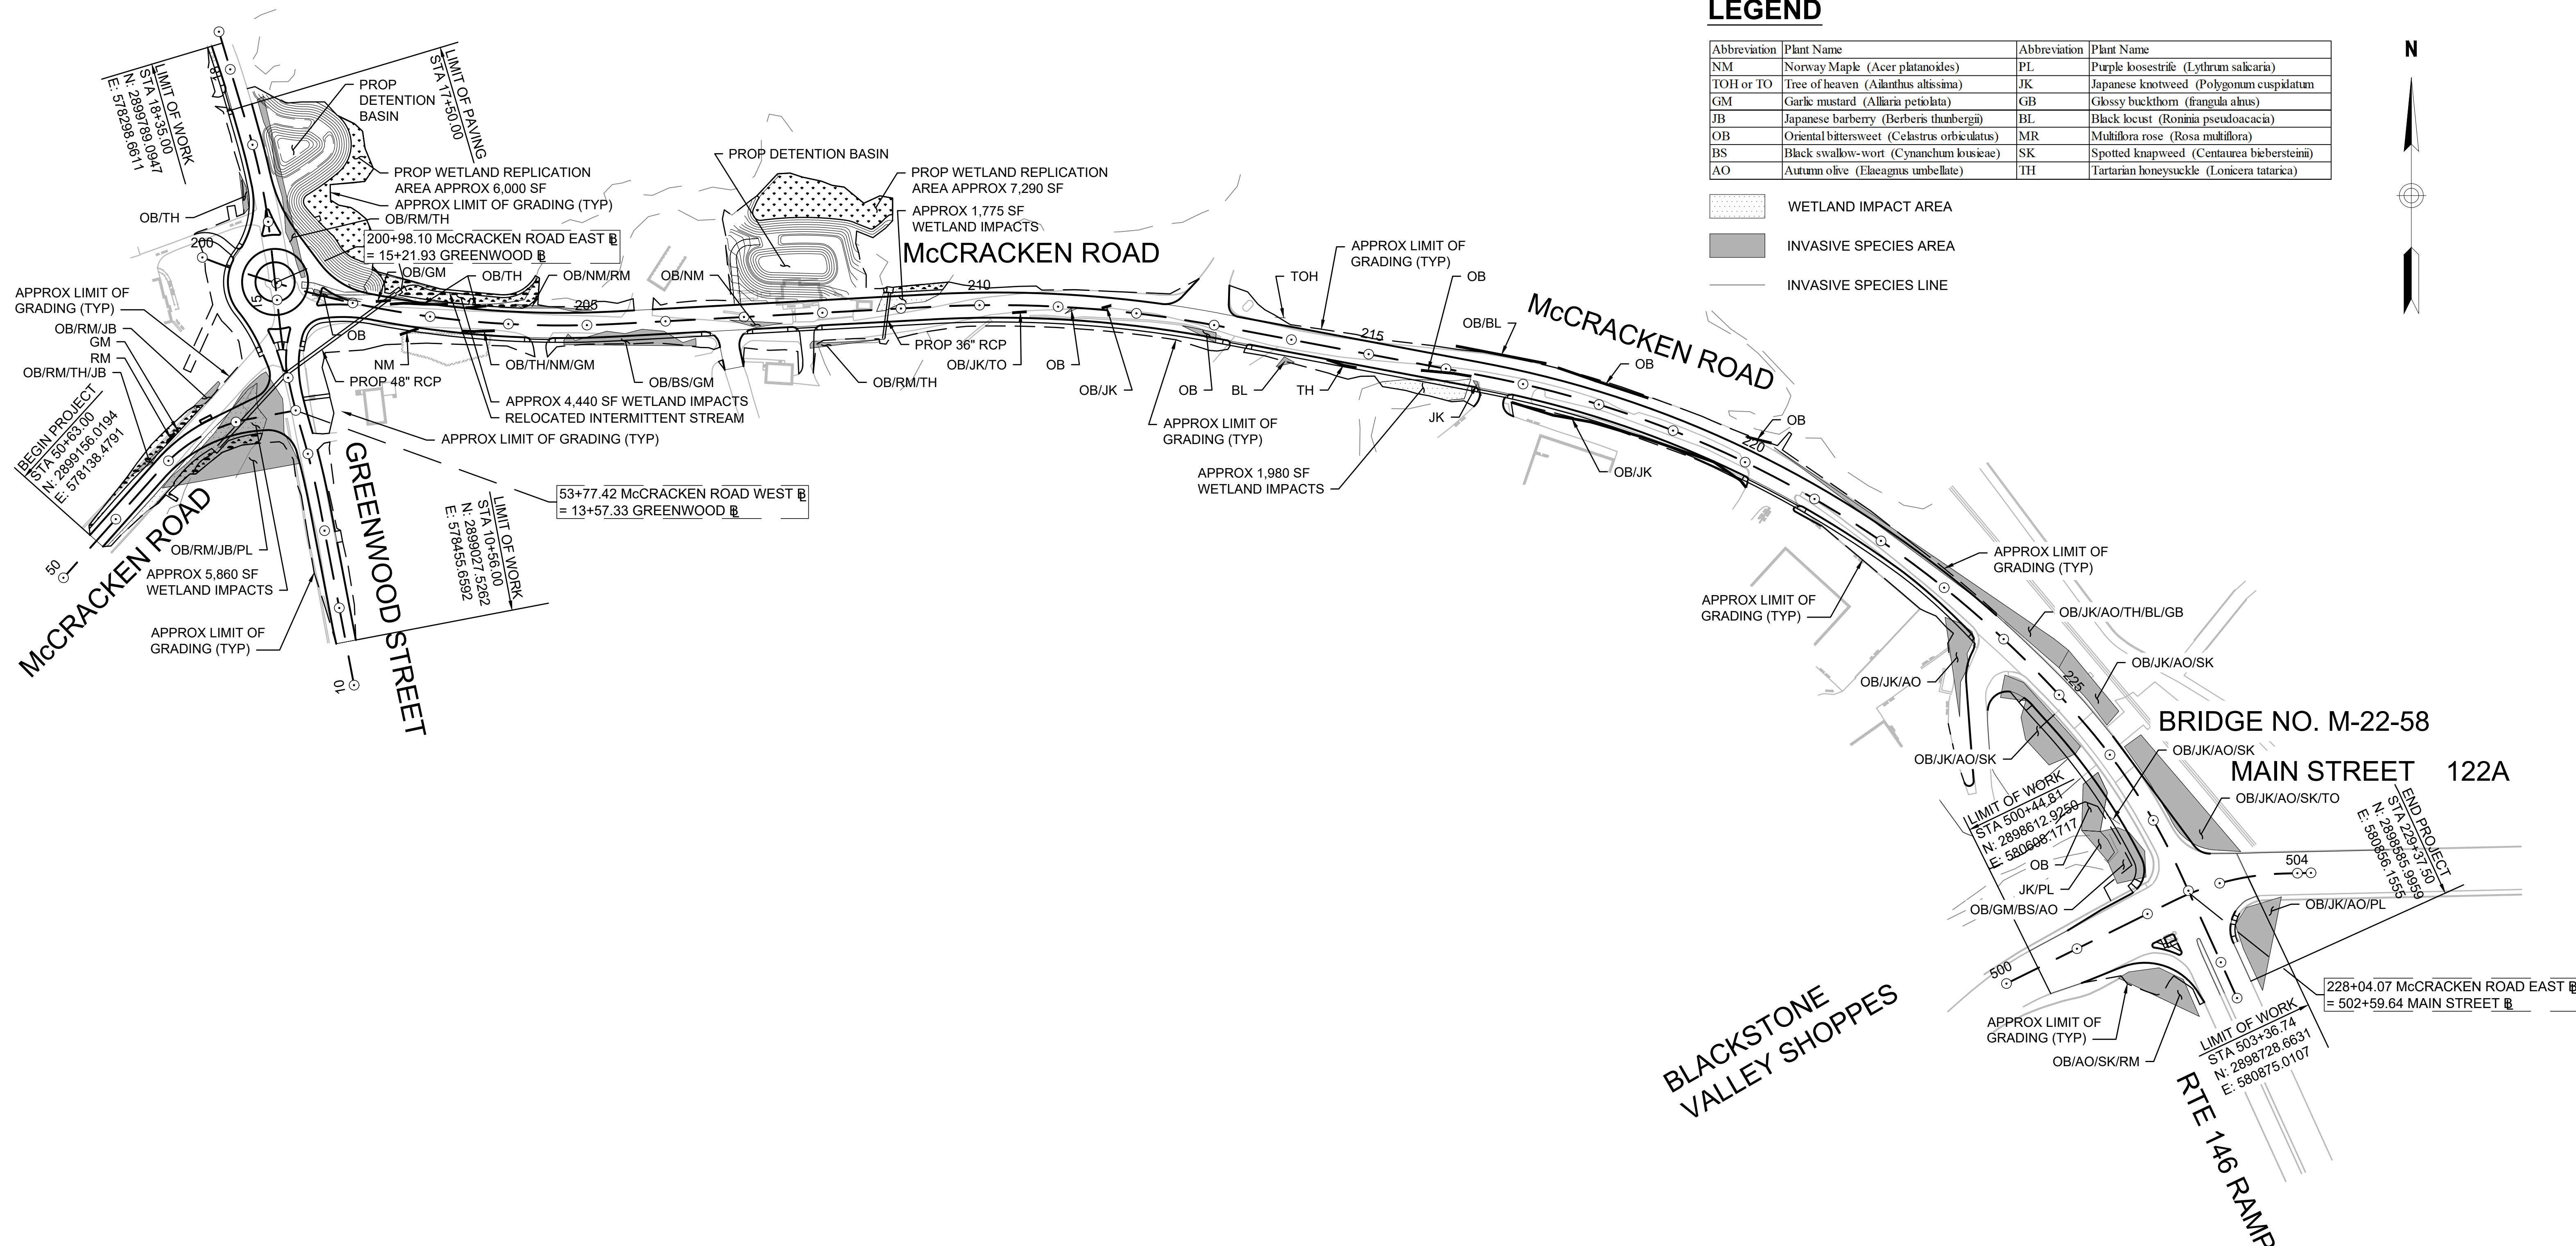 LEGEND
Abbreviation Plant Name Abbreviation Plant Name
NM Norway Maple (Acer platanoides) PL Purple loosestrife (Lythrum salicaria)
TOH or TO Tree of heaven (Ailanthus altissima) JK Japanese knotweed (Polygonum cuspidatum
GM Garlic mustard (Alliaria petiolata) GB Glossy buckthorn (frangula alnus)
JB Japanese barberry (Berberis thunbergii) BL Black locust (Roninia pseudoacacia)
OB Oriental bittersweet (Celastrus orbiculatus) MR Multiflora rose (Rosa multiflora)
BS Black swallow-wort (Cynanchum lousieae) SK Spotted knapweed (Centaurea biebersteinii)
AO Autumn olive (Elaeagnus umbellate) TH Tartarian honeysuckle (Lonicera tatarica)
WETLAND IMPACT AREA
INVASIVE SPECIES AREA
INVASIVE SPECIES LINE
N
18
LIMIT OF WORK
STA 18+35.00
N: 2899789.094
E: 578298.6611
LIMIT OF PAVING
STA 17+50.00
PROP
DETENTION
BASIN
PROP WETLAND REPLICATION
AREA APPROX 6,000 SF
APPROX LIMIT OF GRADING (TYP)
OB/RM/TH
OB/TH
200
200+98.10 McCRACKEN ROAD EAST BL
= 15+21.93 GREENWOOD BL
15
OB/GM
OB/TH
OB/NM/RM
205
OB/NM
PROP DETENTION BASIN
PROP WETLAND REPLICATION
AREA APPROX 7,290 SF
APPROX 1,775 SF
WETLAND IMPACTS
McCRACKEN ROAD
210
APPROX LIMIT OF
GRADING (TYP)
OB/RM/JB
GM
RM
OB/RM/TH/JB
BEGIN PROJECT
STA 50+63.00
N: 2899156.0194
E: 578138.4791
OB
NM
PROP 48" RCP
OB/TH/NM/GM
OB/BS/GM
APPROX 4,440 SF WETLAND IMPACTS
RELOCATED INTERMITTENT STREAM
APPROX LIMIT OF GRADING (TYP)
OB/RM/TH
PROP 36" RCP
OB/JK/TO
OB
OB/JK
OB
APPROX LIMIT OF
GRADING (TYP)
BL
TH
TOH
APPROX LIMIT OF
GRADING (TYP)
215
OB
OB/BL
McCRACKEN ROAD
OB
JK
APPROX 1,980 SF
WETLAND IMPACTS
OB/JK
OB
220
53+77.42 McCRACKEN ROAD WEST BL
= 13+57.33 GREENWOOD BL
LIMIT OF WORK
STA 10+56.00
N: 2899027.5262
E: 578455.6592
50
McCRACKEN ROAD
OB/RM/JB/PL
APPROX 5,860 SF
WETLAND IMPACTS
APPROX LIMIT OF
GRADING (TYP)
10
GREENWOOD STREET
APPROX LIMIT OF
GRADING (TYP)
APPROX LIMIT OF
GRADING (TYP)
OB/JK/AO/TH/BL/GB
OB/JK/AO/SK
OB/JK/AO
225
BRIDGE NO. M-22-58
OB/JK/AO/SK
OB/JK/AO/SK
MAIN STREET 122A
OB/JK/AO/SK/TO
LIMIT OF WORK
STA 500+44.81
N: 2898612.9250
E: 580608.1717
OB
JK/PL
OB/GM/BS/AO
504
END PROJECT
STA 229+37.50
N: 2898585.9959
E: 580856.1555
OB/JK/AO/PL
500
228+04.07 McCRACKEN ROAD EAST B
= 502+59.64 MAIN STREET BL
APPROX LIMIT OF
GRADING (TYP)
OB/AO/SK/RM
LIMIT OF WORK
STA 503+36.74
N: 2898728.6631
E: 580875.0107
BLACKSTONE
VALLEY SHOPPES
RTE 146 RAMP